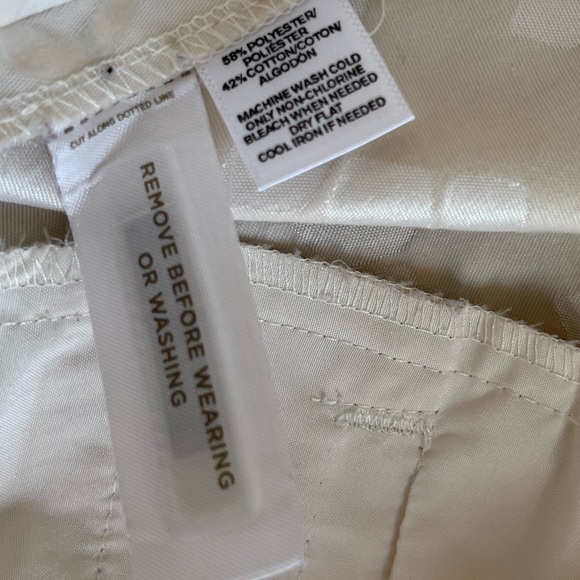 58% POLYESTER/
POLIÉSTER
42% COTTON/COTON/
ALGODÓN
MACHINE WASH COLD
ONLY NON-CHLORINE
BLEACH WHEN NEEDED
DRY FLAT
COOL IRON IF NEEDED
CUT ALONG DOTTED LINE
REMOVE BEFORE WEARING
OR WASHING